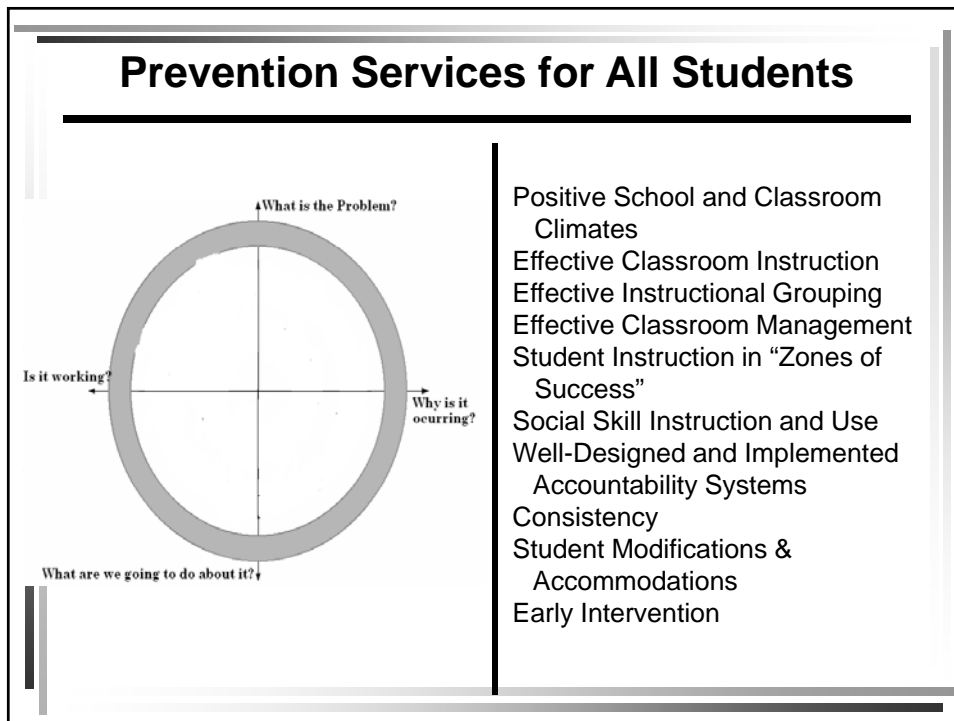 Prevention Services for All Students
What is the Problem?
Is it working?
Why is it
ocurring?
What are we going to do about it?
Positive School and Classroom
Climates
Effective Classroom Instruction
Effective Instructional Grouping
Effective Classroom Management
Student Instruction in “Zones of
Success”
Social Skill Instruction and Use
Well-Designed and Implemented
Accountability Systems
Consistency
Student Modifications &
Accommodations
Early Intervention